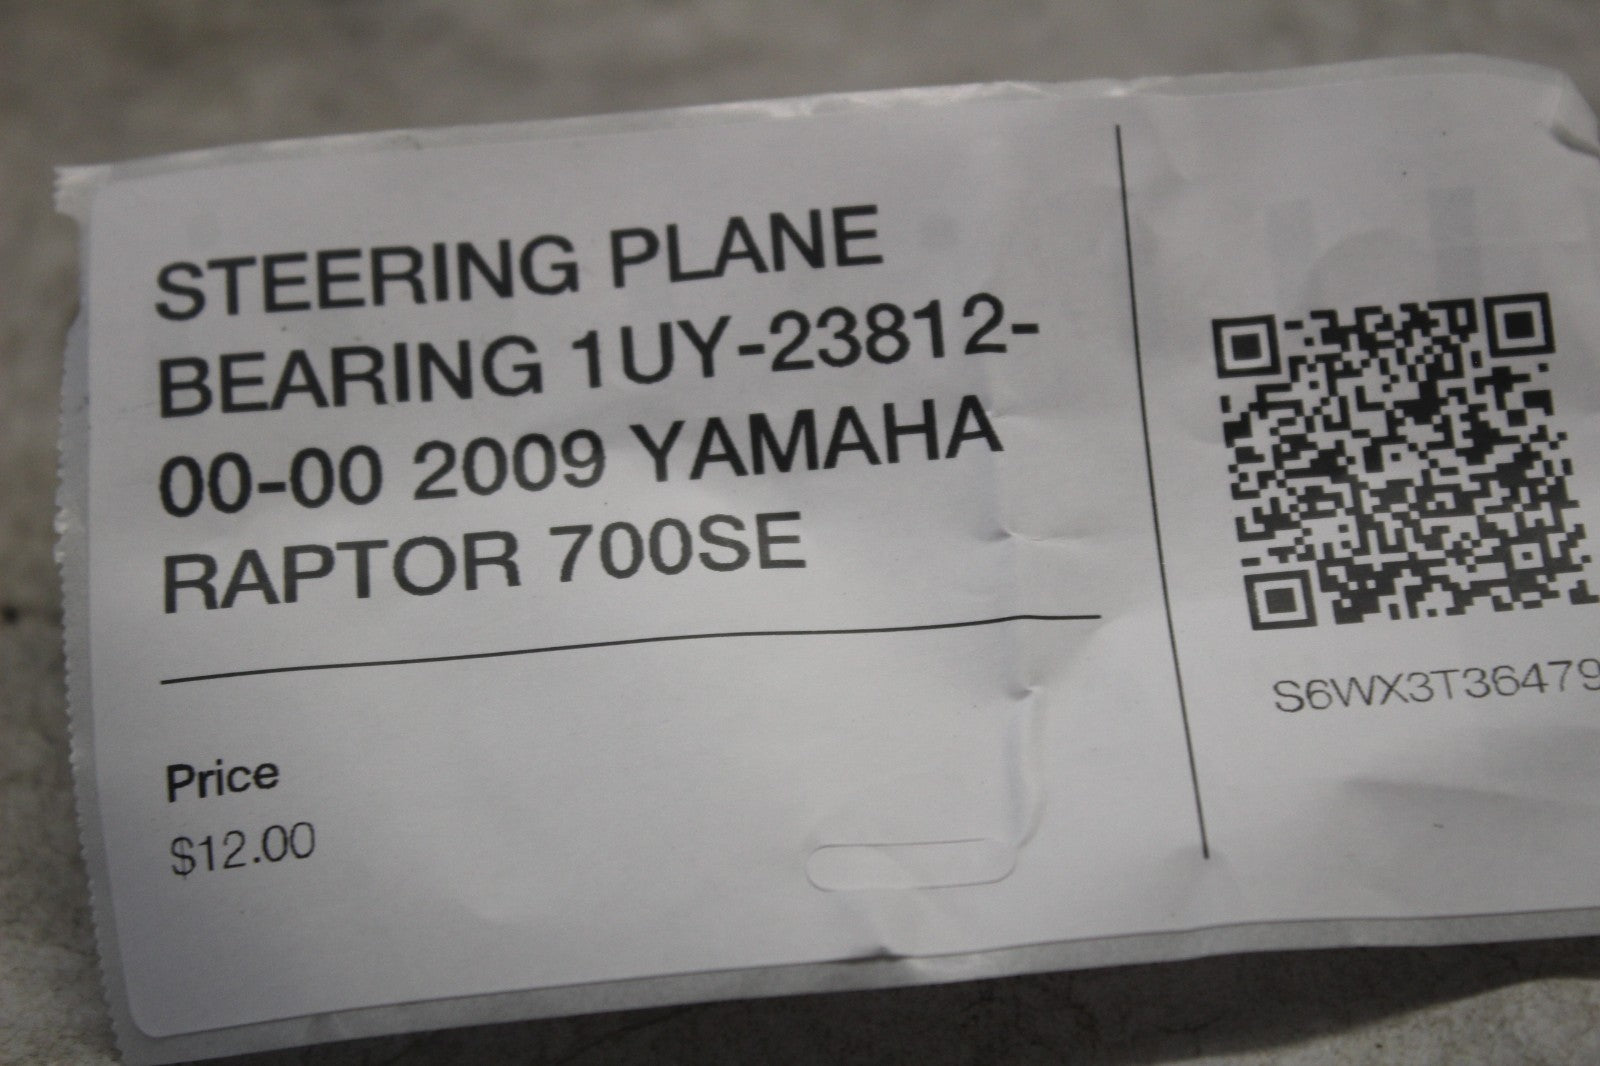 STEERING PLANE
BEARING 1UY-23812-
00-00 2009 YAMAHA
RAPTOR 700SE
Price
$12.00
S6WX3T36479